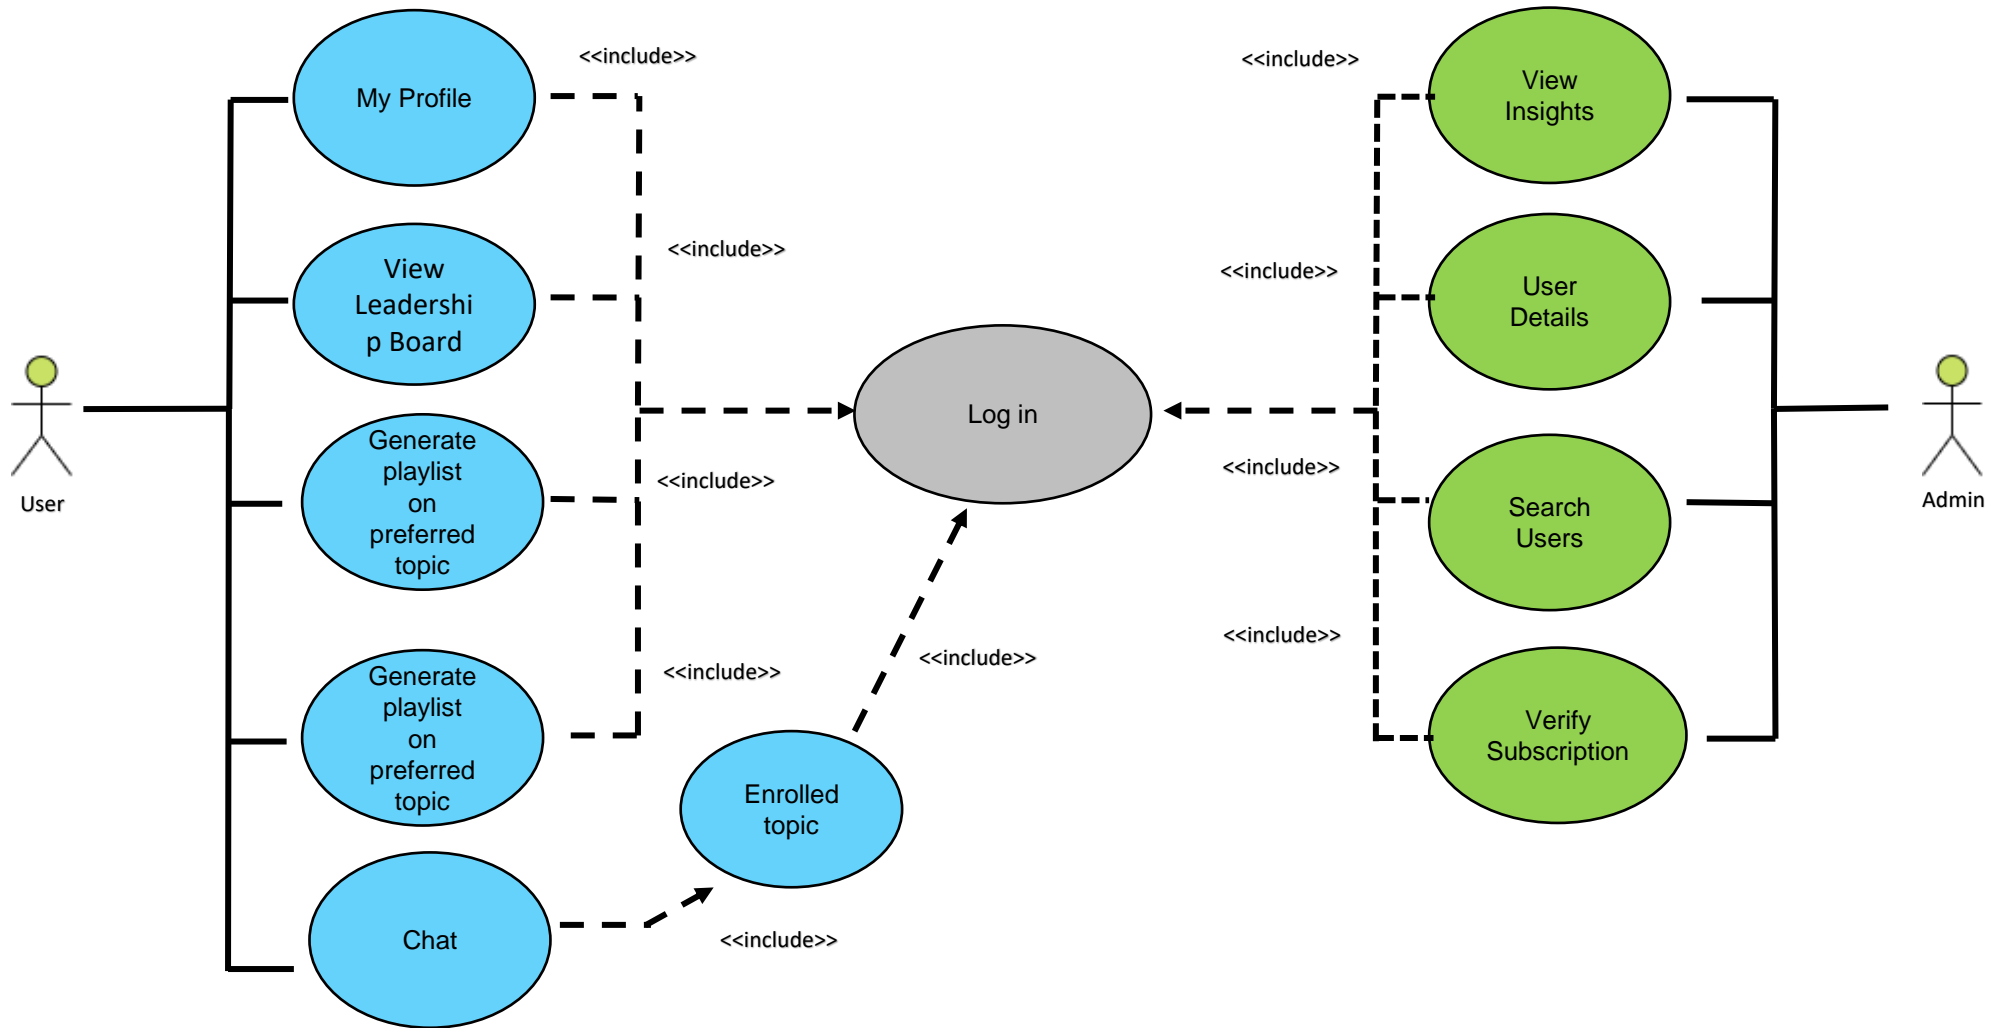 My Profile
<<include>>
<<include>>
View
Insights
View
Leadershi
p Board
<<include>>
<<include>>
User
Details
User
Generate
playlist
on
preferred
topic
<<include>>
Log in
<<include>>
Search
Users
Admin
Generate
playlist
on
preferred
topic
<<include>>
<<include>>
<<include>>
Verify
Subscription
Enrolled
topic
Chat
<<include>>